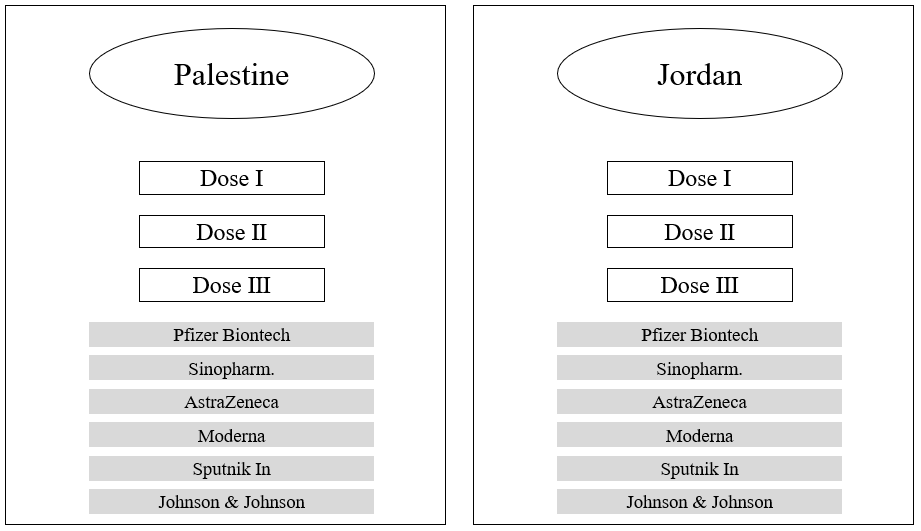 Palestine
Dose I
Dose II
Dose III
Pfizer Biontech
Sinopharm.
AstraZeneca
Moderna
Sputnik In
Johnson & Johnson
Jordan
Dose I
Dose II
Dose III
Pfizer Biontech
Sinopharm.
AstraZeneca
Moderna
Sputnik In
Johnson & Johnson